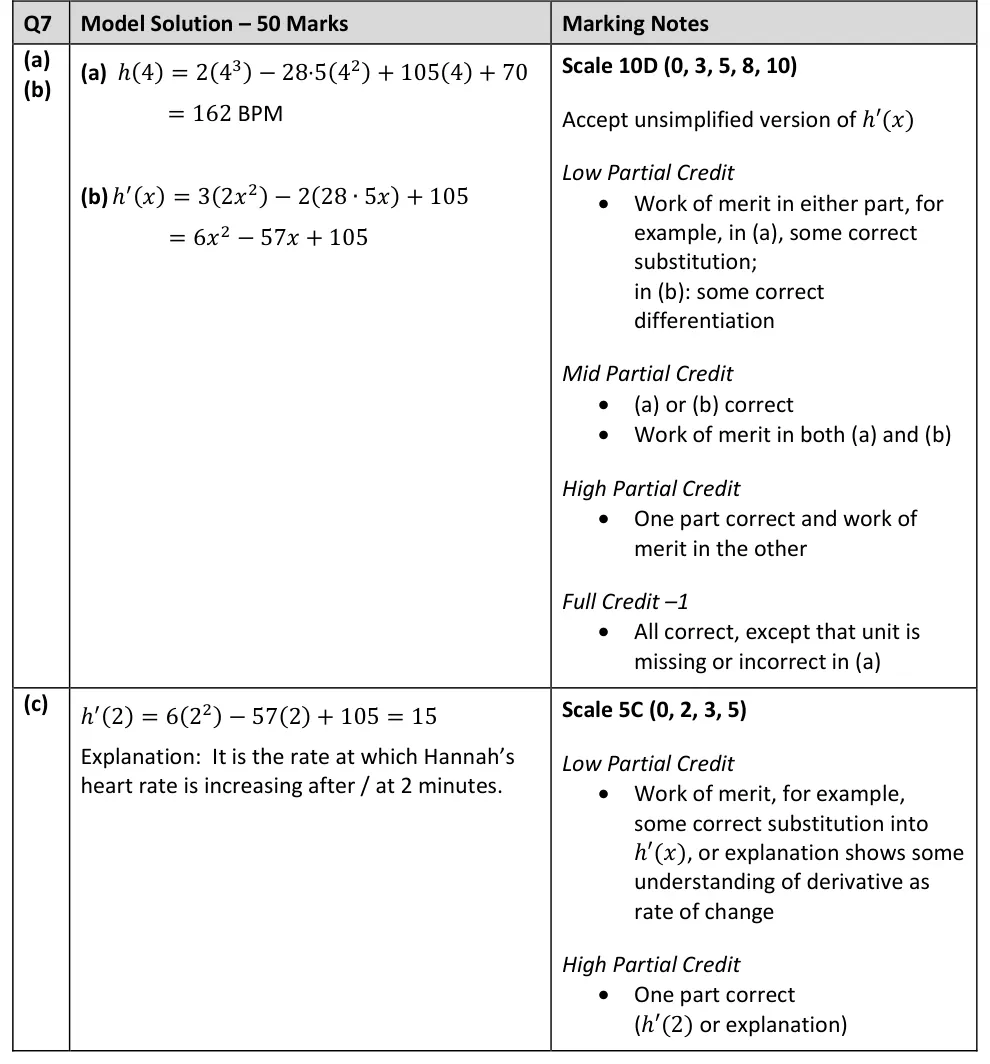 Q7 Model Solution – 50 Marks Marking Notes
(a)
(b)
(a) ℎ(4) = 2(4³) − 28·5(4²) + 105(4) + 70
= 162 BPM
(b) ℎ′(𝑥) = 3(2𝑥²) − 2(28 · 5𝑥) + 105
= 6𝑥² − 57𝑥 + 105
Scale 10D (0, 3, 5, 8, 10)
Accept unsimplified version of ℎ′(𝑥)
Low Partial Credit
• Work of merit in either part, for
example, in (a), some correct
substitution;
in (b): some correct
differentiation
Mid Partial Credit
• (a) or (b) correct
• Work of merit in both (a) and (b)
High Partial Credit
• One part correct and work of
merit in the other
Full Credit –1
• All correct, except that unit is
missing or incorrect in (a)
(c)
ℎ′(2) = 6(2²) − 57(2) + 105 = 15
Explanation: It is the rate at which Hannah’s
heart rate is increasing after / at 2 minutes.
Scale 5C (0, 2, 3, 5)
Low Partial Credit
• Work of merit, for example,
some correct substitution into
ℎ′(𝑥), or explanation shows some
understanding of derivative as
rate of change
High Partial Credit
• One part correct
(ℎ′(2) or explanation)